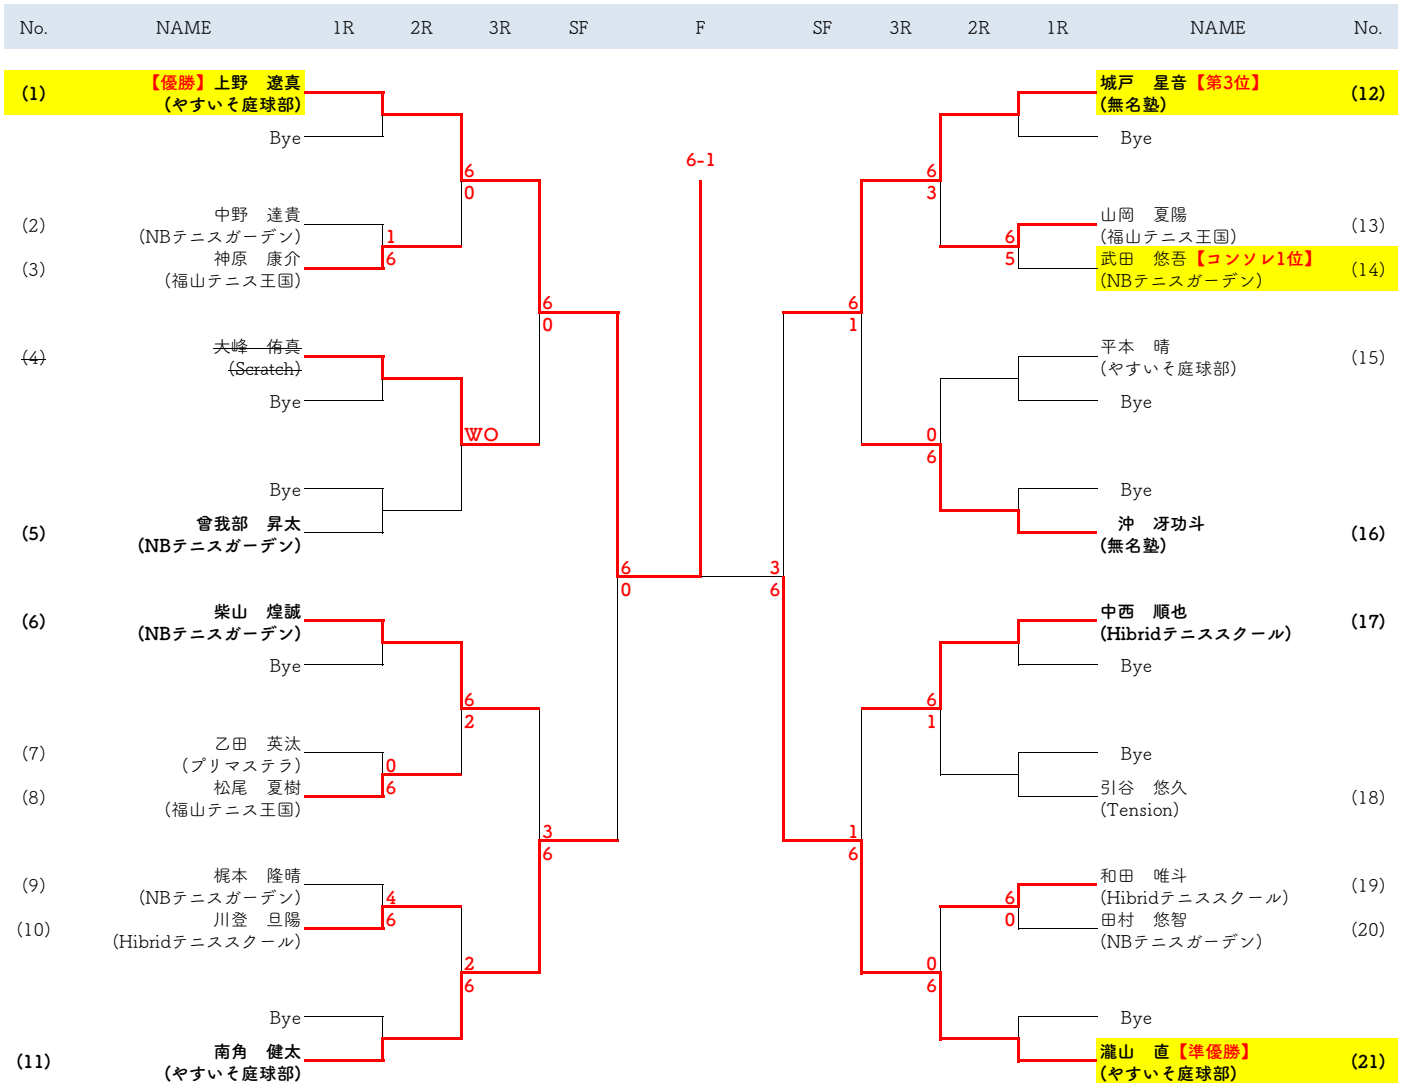 No. NAME 1R 2R 3R SF F SF 3R 2R 1R NAME No.
(1) 【優勝】上野　遼真
(やすいそ庭球部)
Bye
6
0
(2) 中野　達貴
(NBテニスガーデン)
1
6
(3) 神原　康介
(福山テニス王国)
6
0
(4) 大峰　侑真
(Scratch)
Bye
WO
Bye
(5) 曾我部　昇太
(NBテニスガーデン)
6
0
(6) 柴山　煌誠
(NBテニスガーデン)
Bye
6
2
(7) 乙田　英汰
(プリマステラ)
0
6
(8) 松尾　夏樹
(福山テニス王国)
3
6
(9) 梶本　隆晴
(NBテニスガーデン)
4
6
(10) 川登　旦陽
(Hibridテニススクール)
2
6
Bye
(11) 南角　健太
(やすいそ庭球部)
6-1
城戸　星音【第3位】 (12)
(無名塾)
Bye
6
3
山岡　夏陽 (13)
(福山テニス王国)
6
5
武田　悠吾【コンソレ1位】 (14)
(NBテニスガーデン)
6
1
平本　晴 (15)
(やすいそ庭球部)
Bye
0
6
Bye
沖　冴功斗 (16)
(無名塾)
3
6
中西　順也 (17)
(Hibridテニススクール)
Bye
6
1
Bye
引谷　悠久 (18)
(Tension)
1
6
和田　唯斗 (19)
(Hibridテニススクール)
6
0
田村　悠智 (20)
(NBテニスガーデン)
0
6
Bye
瀧山　直【準優勝】 (21)
(やすいそ庭球部)